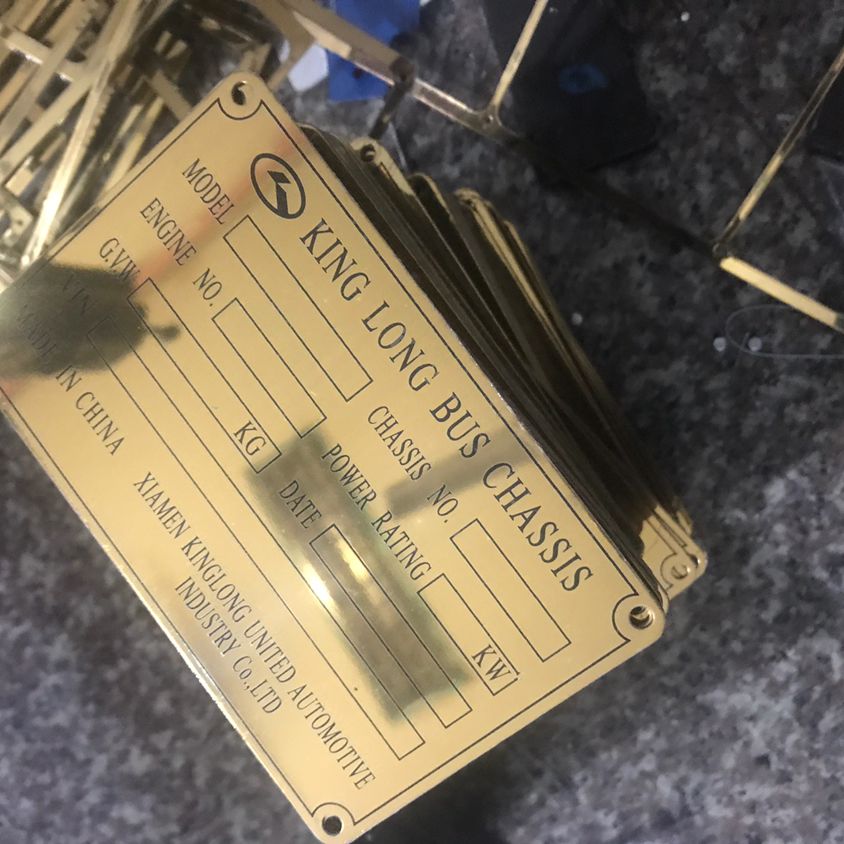 KING LONG BUS CHASSIS
MODEL CHASSIS NO.
ENGINE NO. POWER RATING KW
G.V.W. KG DATE
VIN
MADE IN CHINA XIAMEN KINGLONG UNITED AUTOMOTIVE
INDUSTRY Co.,LTD